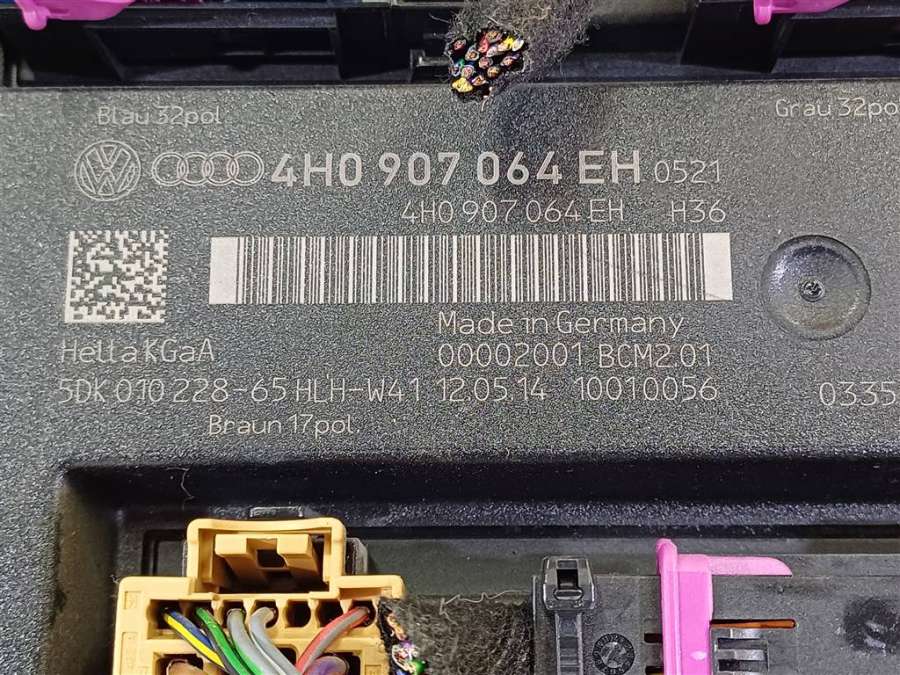 Blau 32pol.
Grau 32po
4H0 907 064 EH 0521
4H0 907 064 EH H36
Made in Germany
Hella KGaA
00002001 BCM2.01
5DK 010 228-65 HLH-W41 12.05.14 10010056
0335
Braun 17pol.